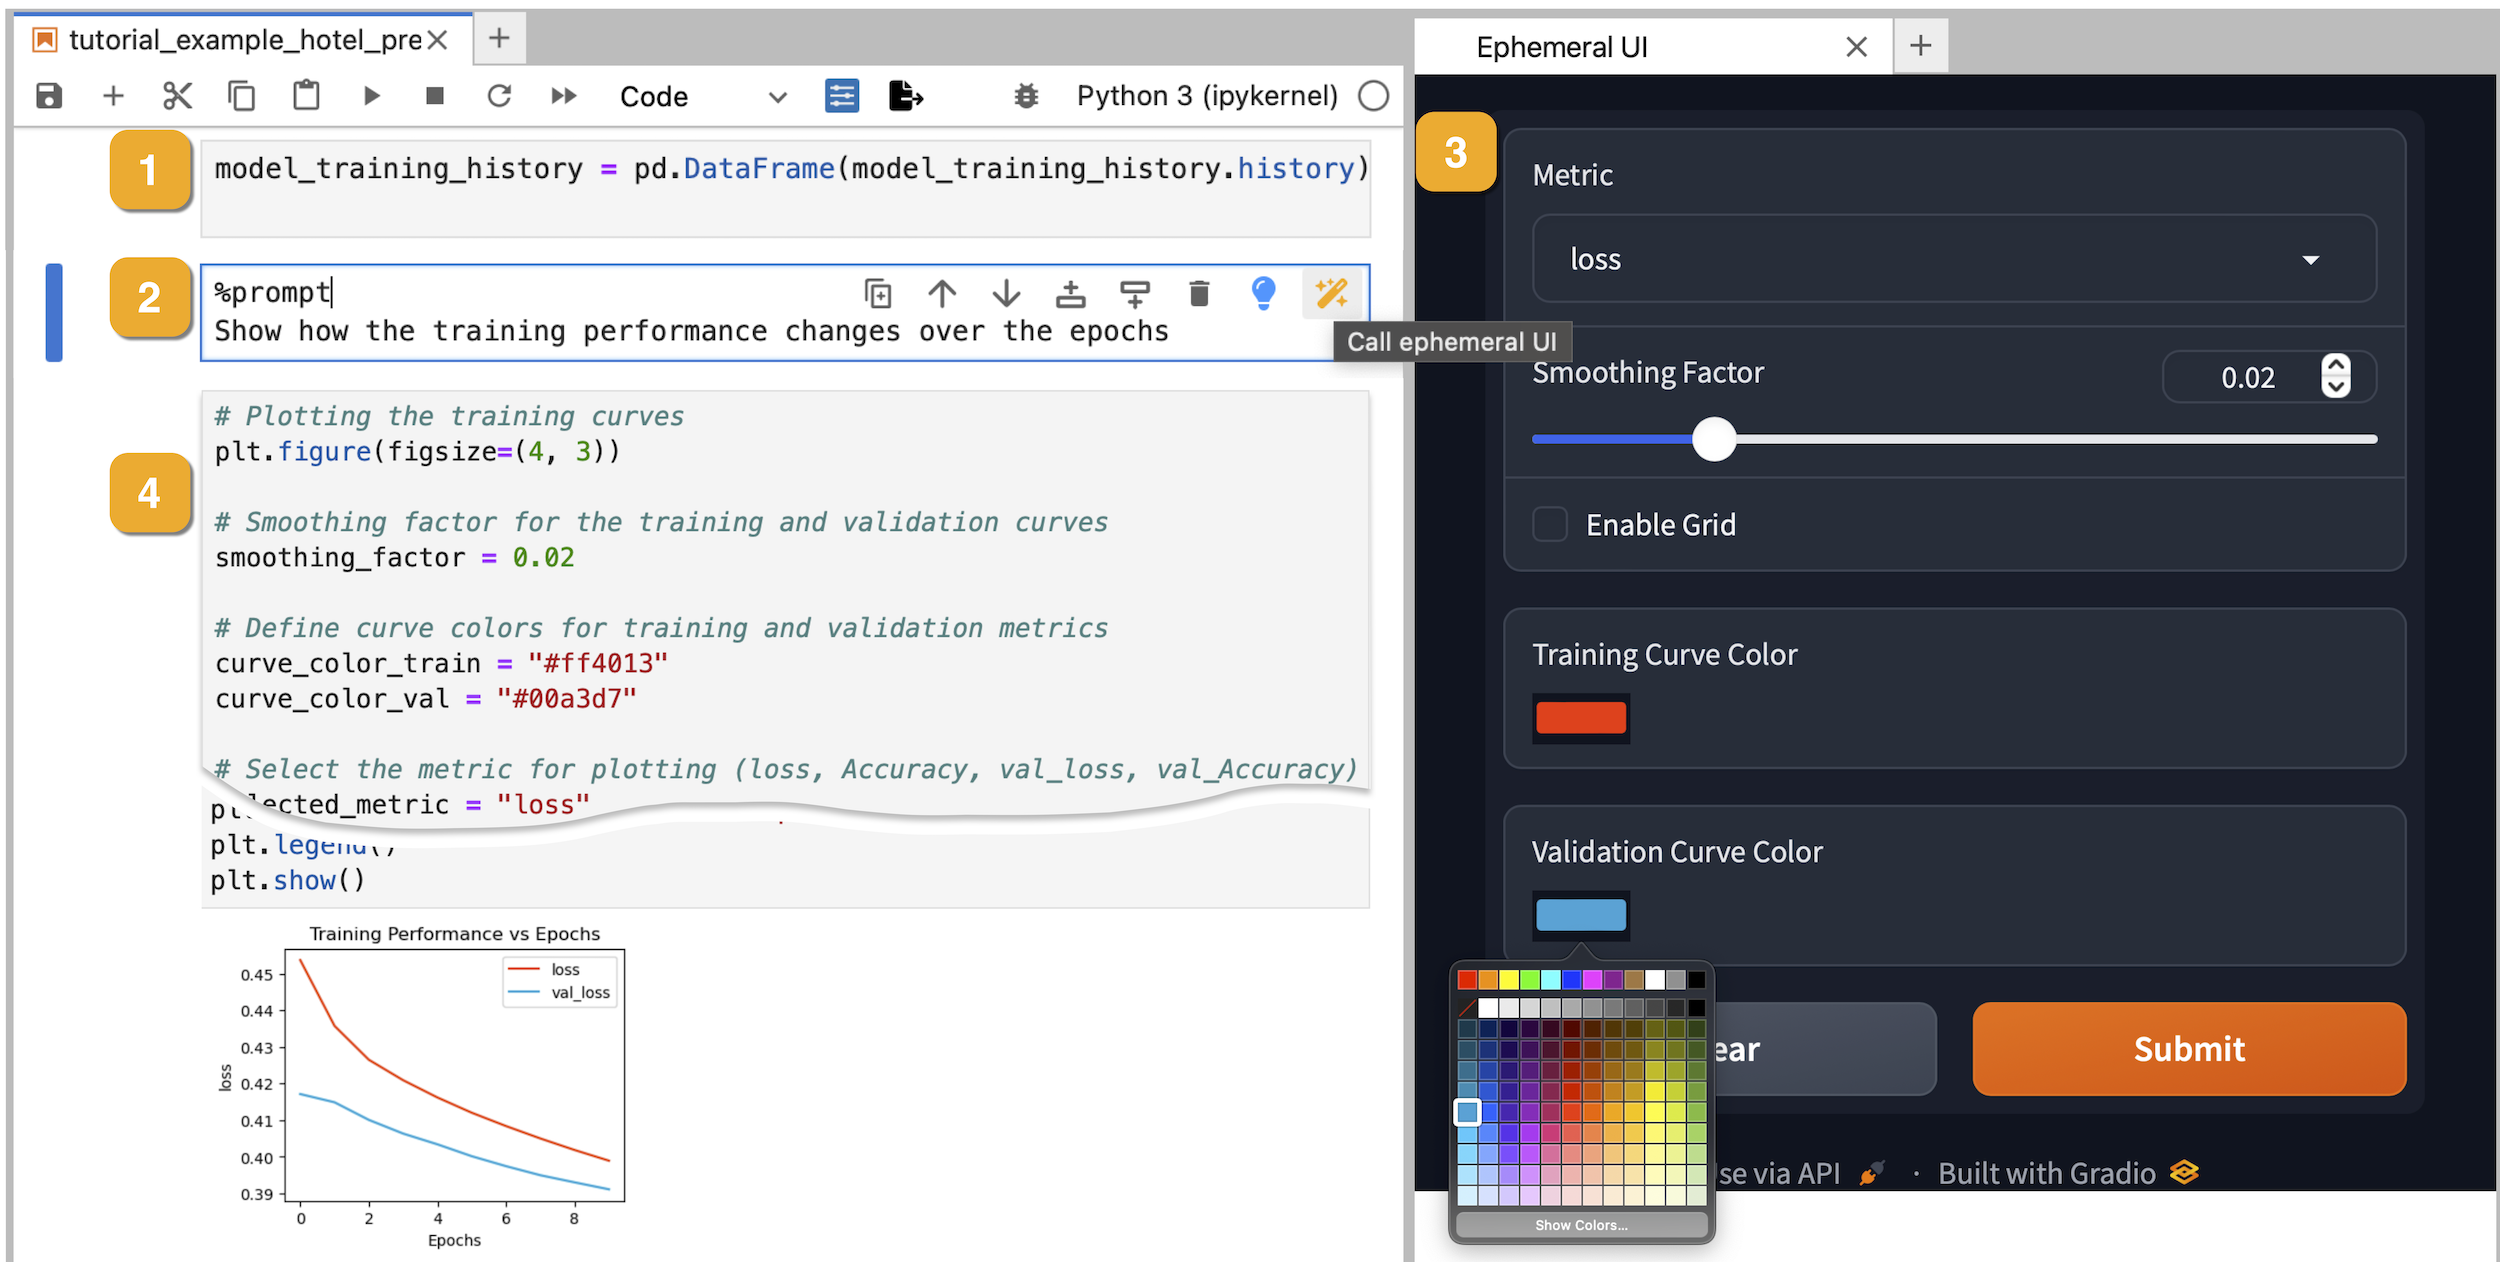 tutorial_example_hotel_pre
Code
Python 3 (ipykernel)
1
model_training_history = pd.DataFrame(model_training_history.history)
2
%prompt
Show how the training performance changes over the epochs
Call ephemeral UI
4
# Plotting the training curves
plt.figure(figsize=(4, 3))
# Smoothing factor for the training and validation curves
smoothing_factor = 0.02
# Define curve colors for training and validation metrics
curve_color_train = "#ff4013"
curve_color_val = "#00a3d7"
# Select the metric for plotting (loss, Accuracy, val_loss, val_Accuracy)
lected_metric = "loss"
plt.legend()
plt.show()
Training Performance vs Epochs
loss
val_loss
0.45
0.44
0.43
0.42
0.41
0.40
0.39
loss
0 2 4 6 8
Epochs
Ephemeral UI
3
Metric
loss
Smoothing Factor
0.02
Enable Grid
Training Curve Color
Validation Curve Color
ear
Submit
se via API · Built with Gradio
Show Colors...